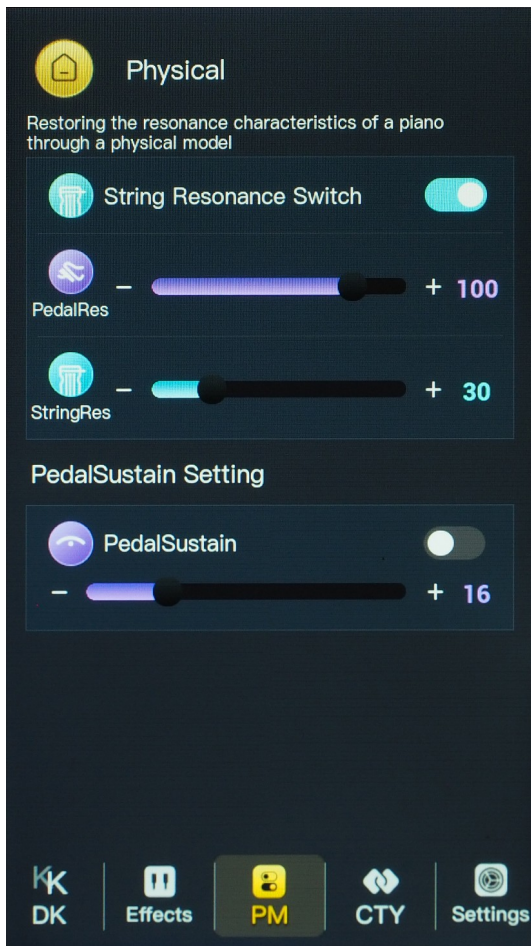 Physical
Restoring the resonance characteristics of a piano
through a physical model
String Resonance Switch
PedalRes
− + 100
StringRes
− + 30
PedalSustain Setting
PedalSustain
− + 16
KK
DK
Effects
PM
CTY
Settings